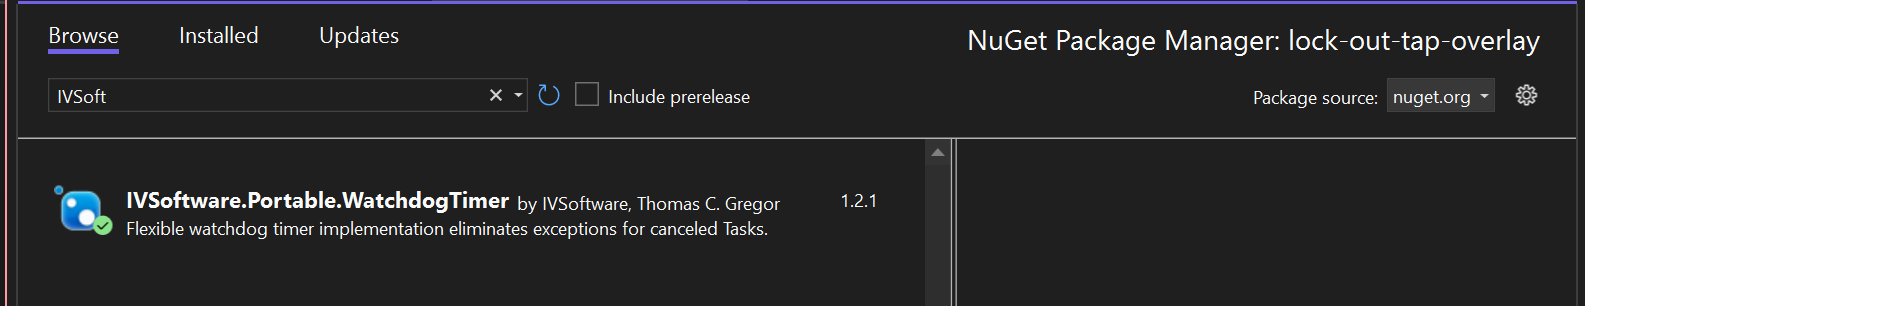 Browse Installed Updates
NuGet Package Manager: lock-out-tap-overlay
IVSoft Include prerelease Package source: nuget.org
IVSoftware.Portable.WatchdogTimer by IVSoftware, Thomas C. Gregor 1.2.1
Flexible watchdog timer implementation eliminates exceptions for canceled Tasks.